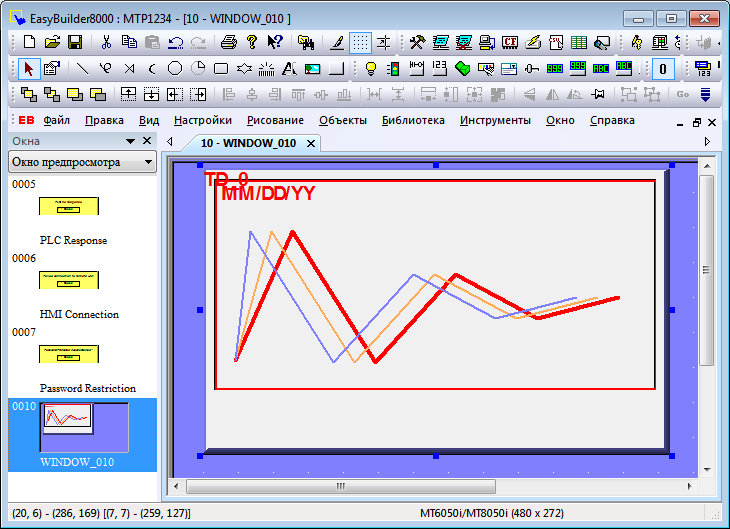 EasyBuilder8000 : MTP1234 - [10 - WINDOW_010 ]
EB Файл Правка Вид Настройки Рисование Объекты Библиотека Инструменты Окно Справка
Окна
10 - WINDOW_010
Окно предпросмотра
0005
PLC Response
0006
HMI Connection
0007
Password Restriction
0010
WINDOW_010
TD_0
MM/DD/YY
(20, 6) - (286, 169) [(7, 7) - (259, 127)]
MT6050i/MT8050i (480 x 272)